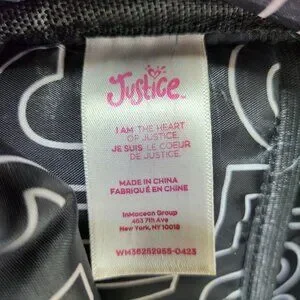 Justice™
I AM THE HEART
OF JUSTICE.
JE SUIS LE COEUR
DE JUSTICE.
MADE IN CHINA
FABRIQUÉ EN CHINE
InMocean Group
463 7th Ave
New York, NY 10018
WM36252955-0423